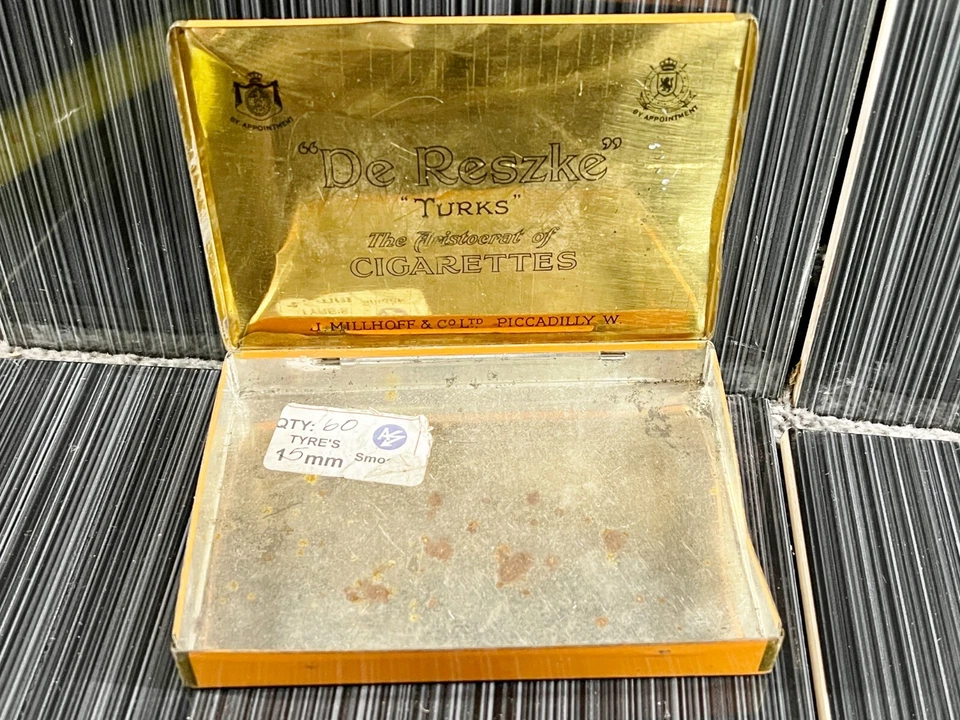 BY APPOINTMENT
BY APPOINTMENT
"De Reszke"
"TURKS"
The Aristocrat of
CIGARETTES
J. MILLHOFF & Co LTD PICCADILLY W.
QTY: 60
TYRE'S
15mm